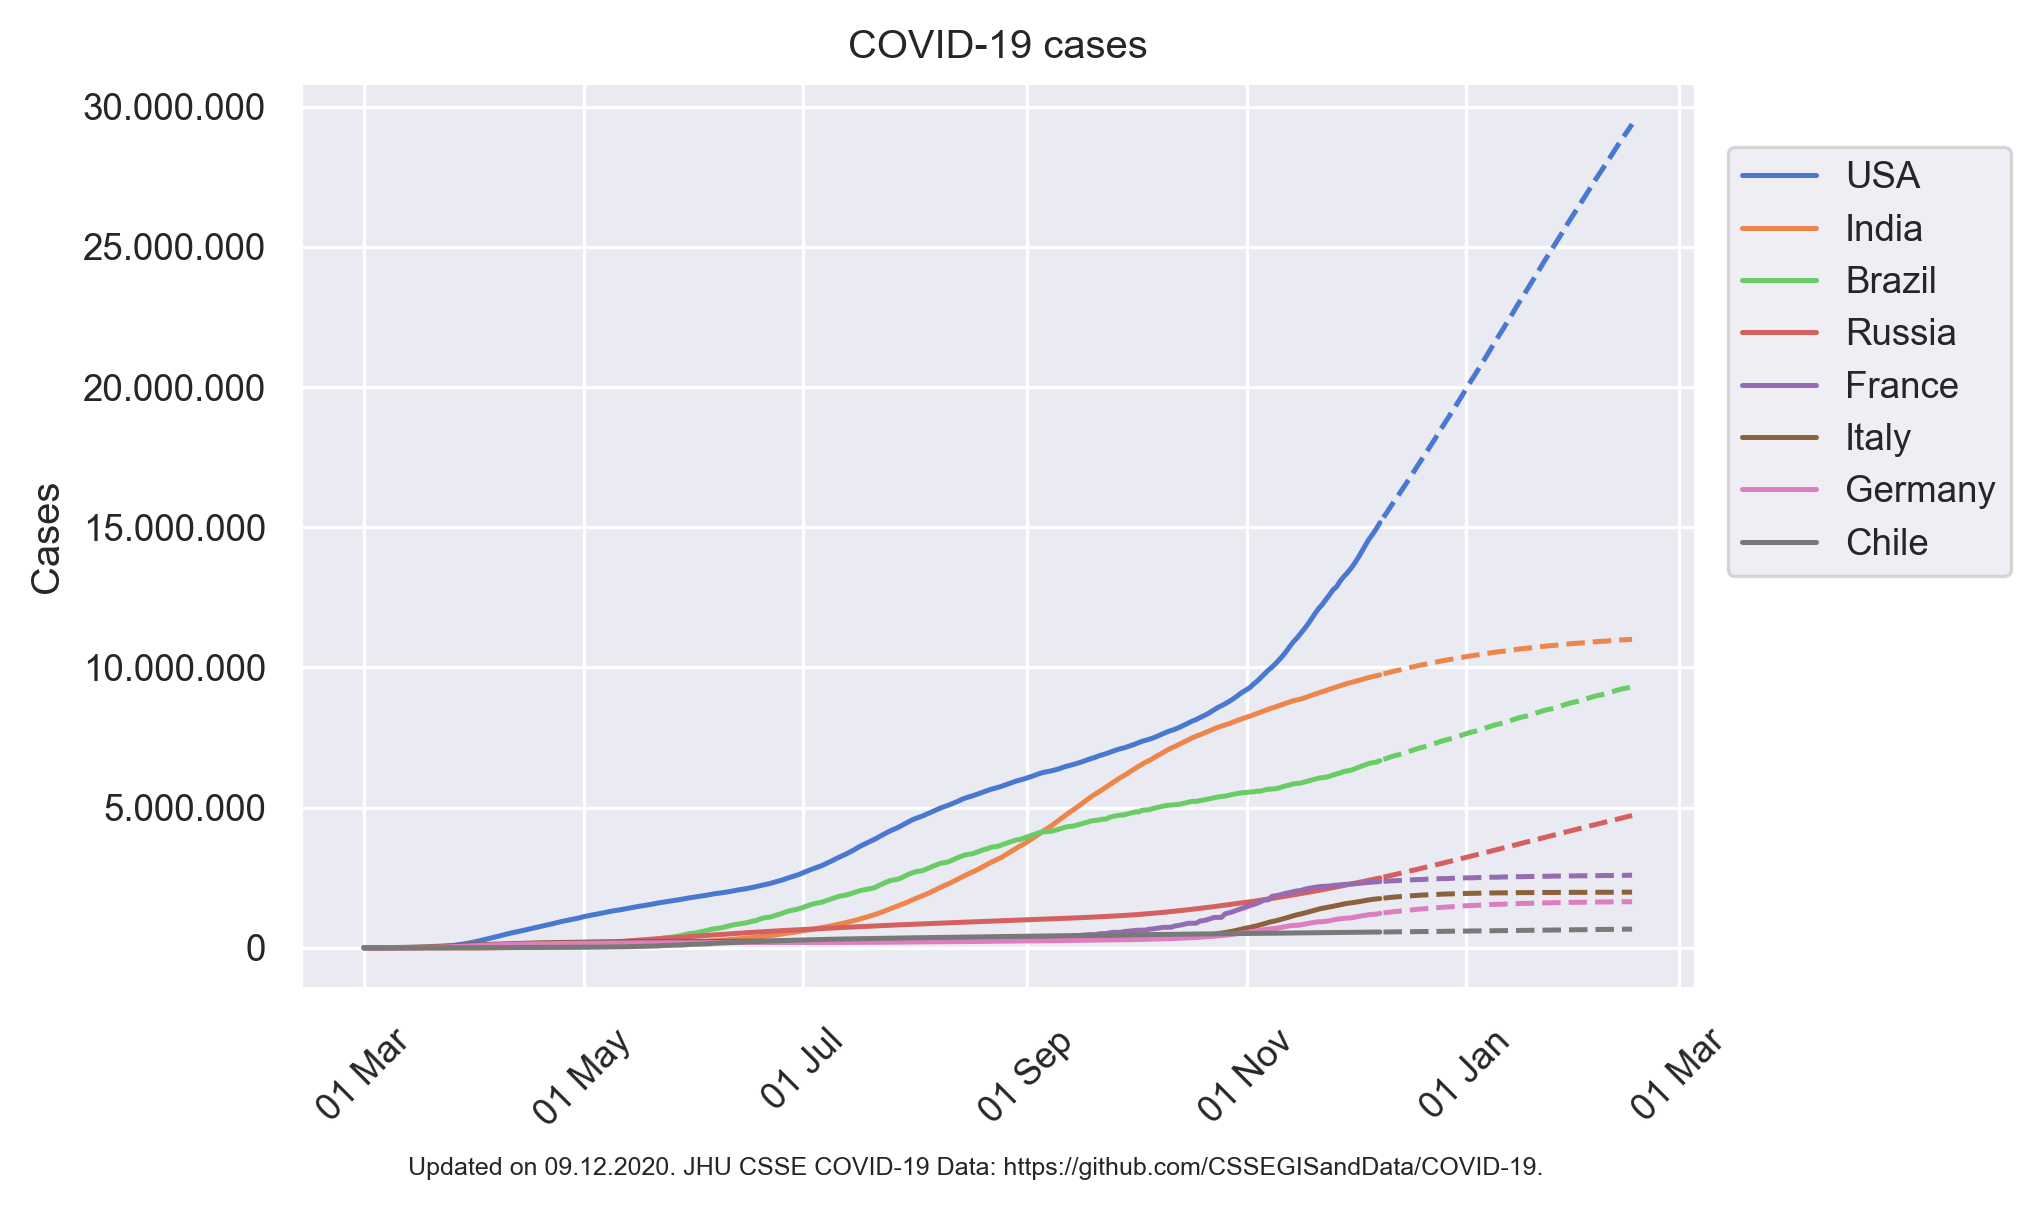 COVID-19 cases
30.000.000
25.000.000
20.000.000
15.000.000
10.000.000
5.000.000
0
Cases
USA
India
Brazil
Russia
France
Italy
Germany
Chile
01 Mar
01 May
01 Jul
01 Sep
01 Nov
01 Jan
01 Mar
Updated on 09.12.2020. JHU CSSE COVID-19 Data: https://github.com/CSSEGISandData/COVID-19.